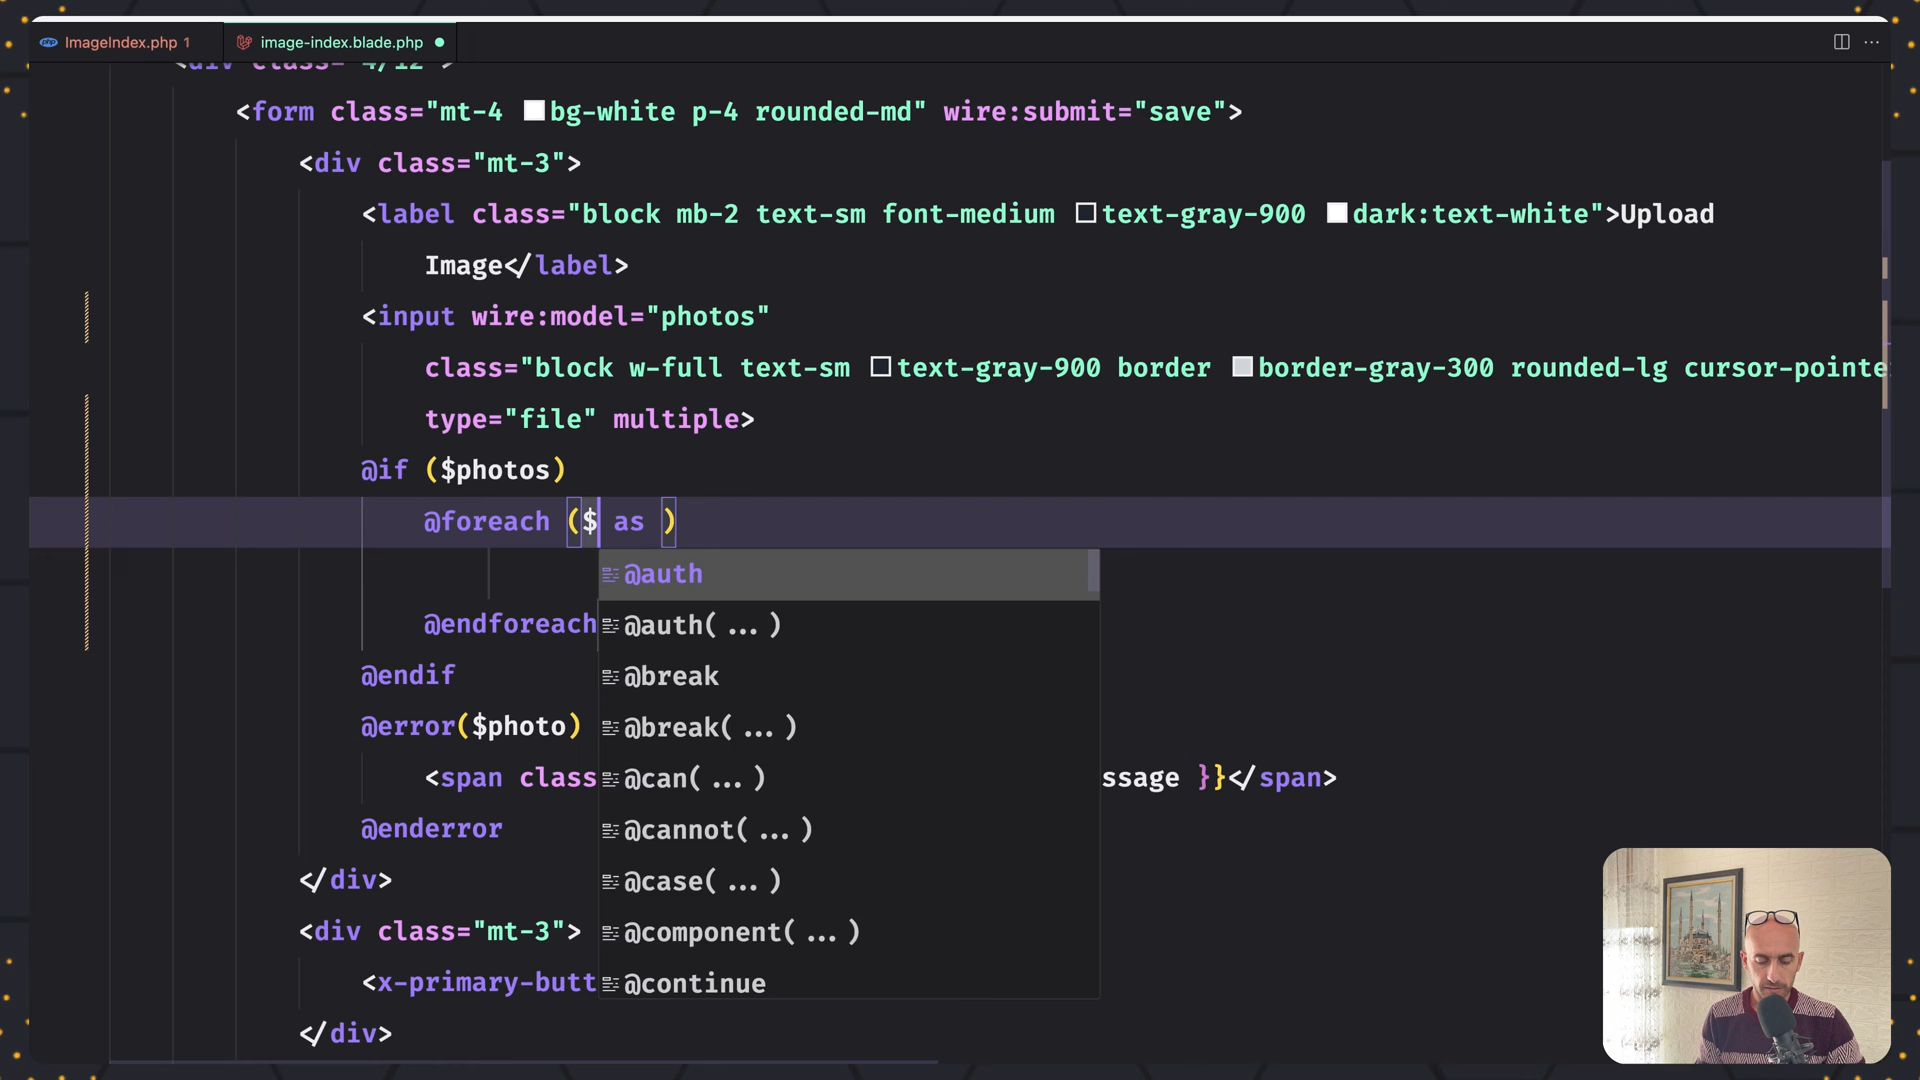 ImageIndex.php 1
image-index.blade.php
<div class="4/12">
<form class="mt-4 bg-white p-4 rounded-md" wire:submit="save">
<div class="mt-3">
<label class="block mb-2 text-sm font-medium text-gray-900 dark:text-white">Upload
Image</label>
<input wire:model="photos"
class="block w-full text-sm text-gray-900 border border-gray-300 rounded-lg cursor-pointe
type="file" multiple>
@if ($photos)
@foreach ($ as )
@auth
@auth( ... )
@endforeach
@break
@endif
@break( ... )
@error($photo)
@can( ... )
<span class
ssage }}</span>
@cannot( ... )
@enderror
@case( ... )
</div>
@component( ... )
<div class="mt-3">
@continue
<x-primary-butt
</div>